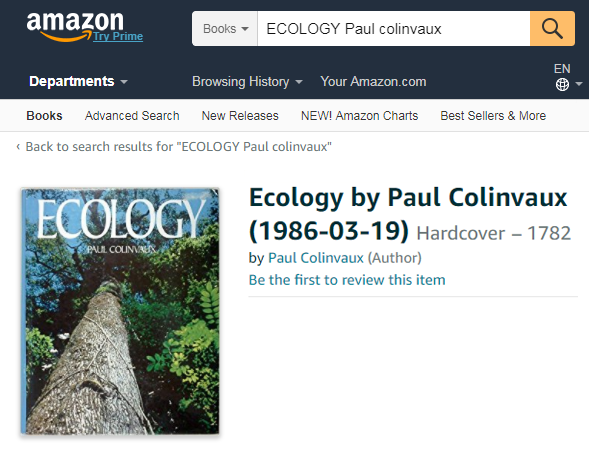 amazon
Try Prime
Books
ECOLOGY Paul colinvaux
Departments
Browsing History
Your Amazon.com
EN
Books
Advanced Search
New Releases
NEW! Amazon Charts
Best Sellers & More
‹ Back to search results for "ECOLOGY Paul colinvaux"
ECOLOGY
PAUL COLINVAUX
Ecology by Paul Colinvaux
(1986-03-19) Hardcover – 1782
by Paul Colinvaux (Author)
Be the first to review this item